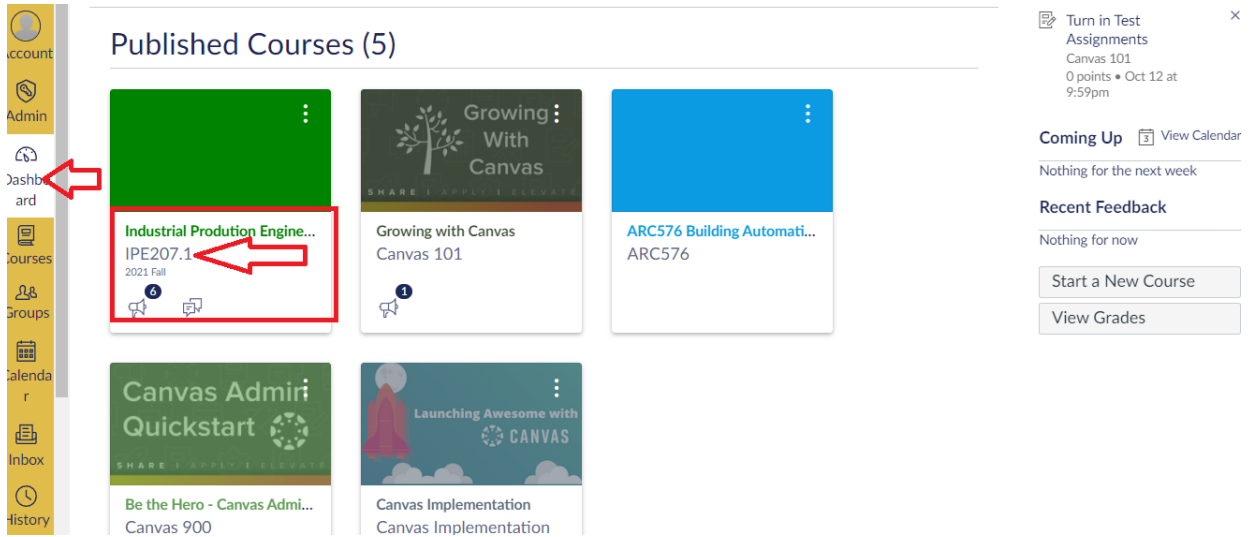 Account
Admin
Dashbo
ard
Courses
Groups
Calenda
r
Inbox
History
Published Courses (5)
Industrial Prodution Engine...
IPE207.1
2021 Fall
6
Growing
With
Canvas
SHARE | APPLY | ELEVATE
Growing with Canvas
Canvas 101
1
ARC576 Building Automati...
ARC576
Canvas Admin
Quickstart
SHARE | APPLY | ELEVATE
Be the Hero - Canvas Admi...
Canvas 900
Launching Awesome with
CANVAS
Canvas Implementation
Canvas Implementation
Turn in Test
Assignments
Canvas 101
0 points • Oct 12 at
9:59pm
Coming Up
3
View Calendar
Nothing for the next week
Recent Feedback
Nothing for now
Start a New Course
View Grades